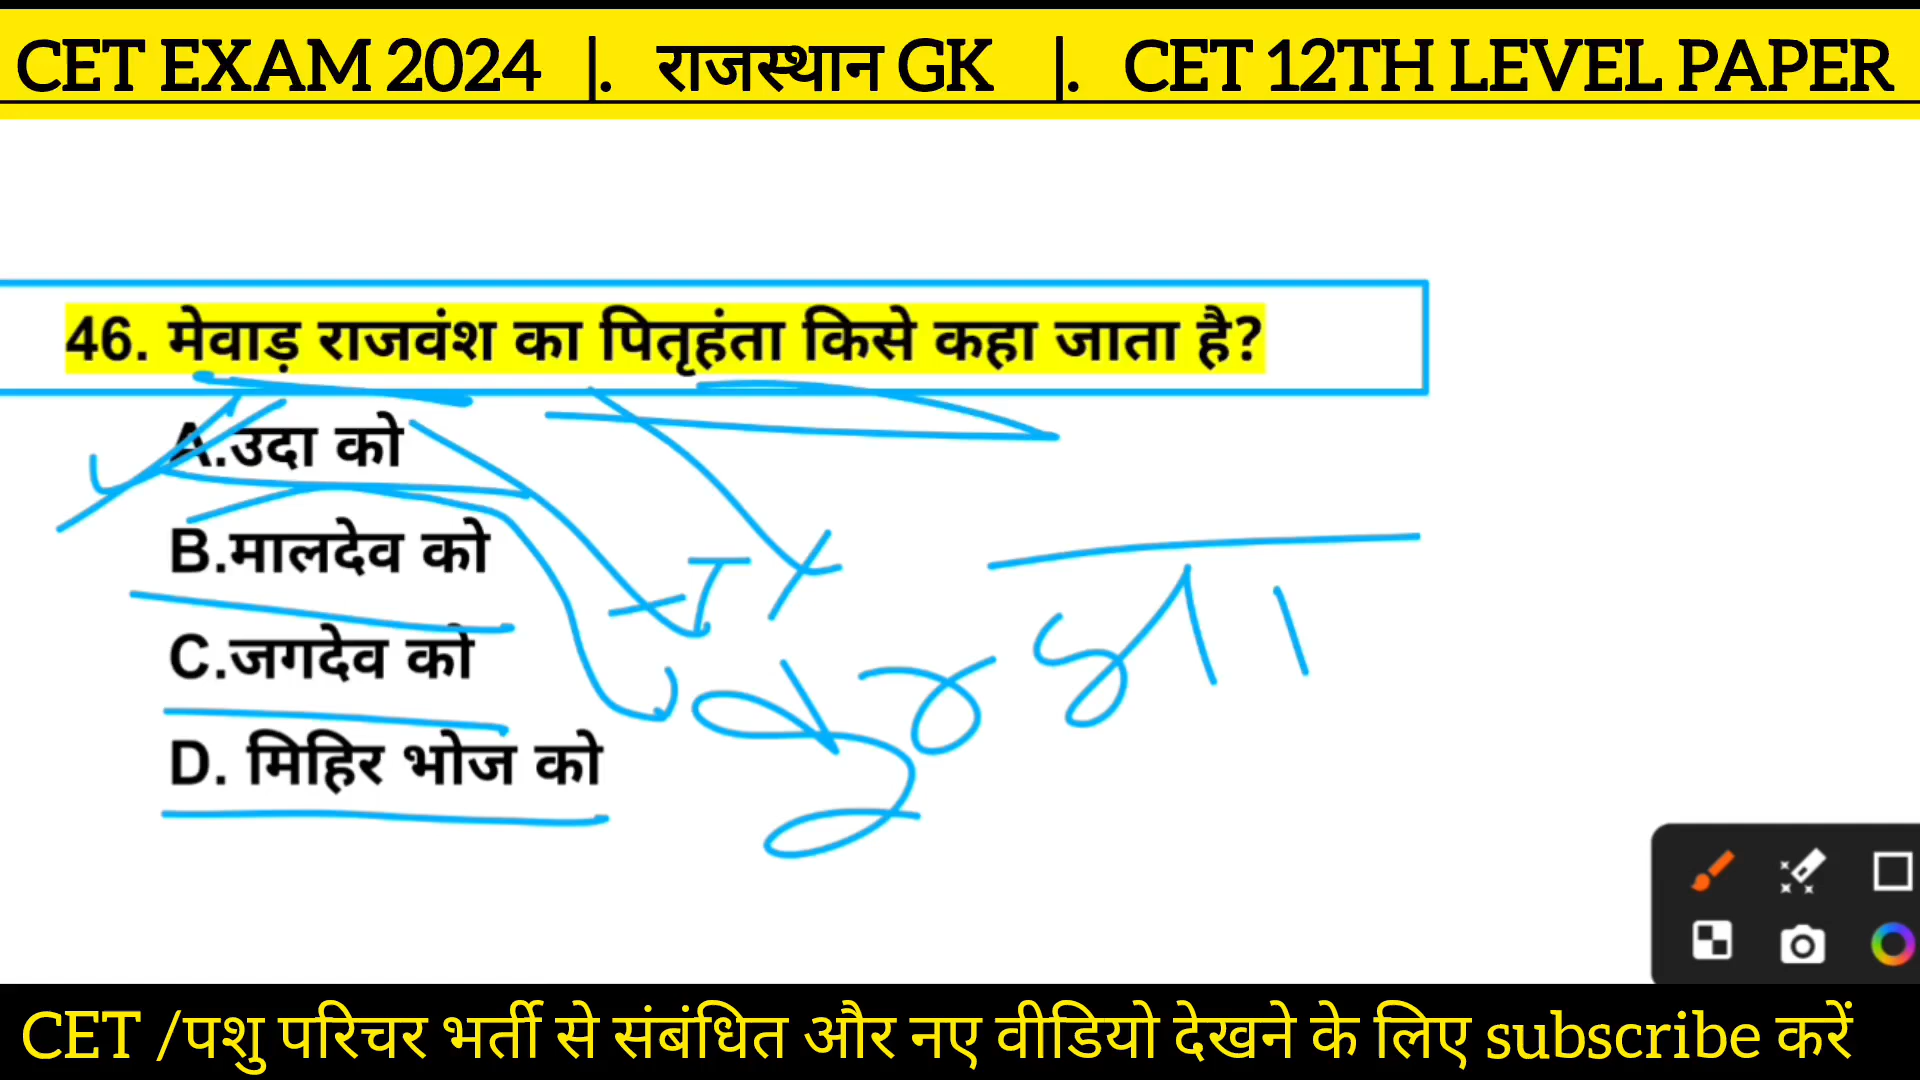 CET EXAM 2024 |. राजस्थान GK |. CET 12TH LEVEL PAPER
46. मेवाड़ राजवंश का पितृहंता किसे कहा जाता है?
A.उदा को
B.मालदेव को
C.जगदेव को
D. मिहिर भोज को
CET /पशु परिचर भर्ती से संबंधित और नए वीडियो देखने के लिए subscribe करें